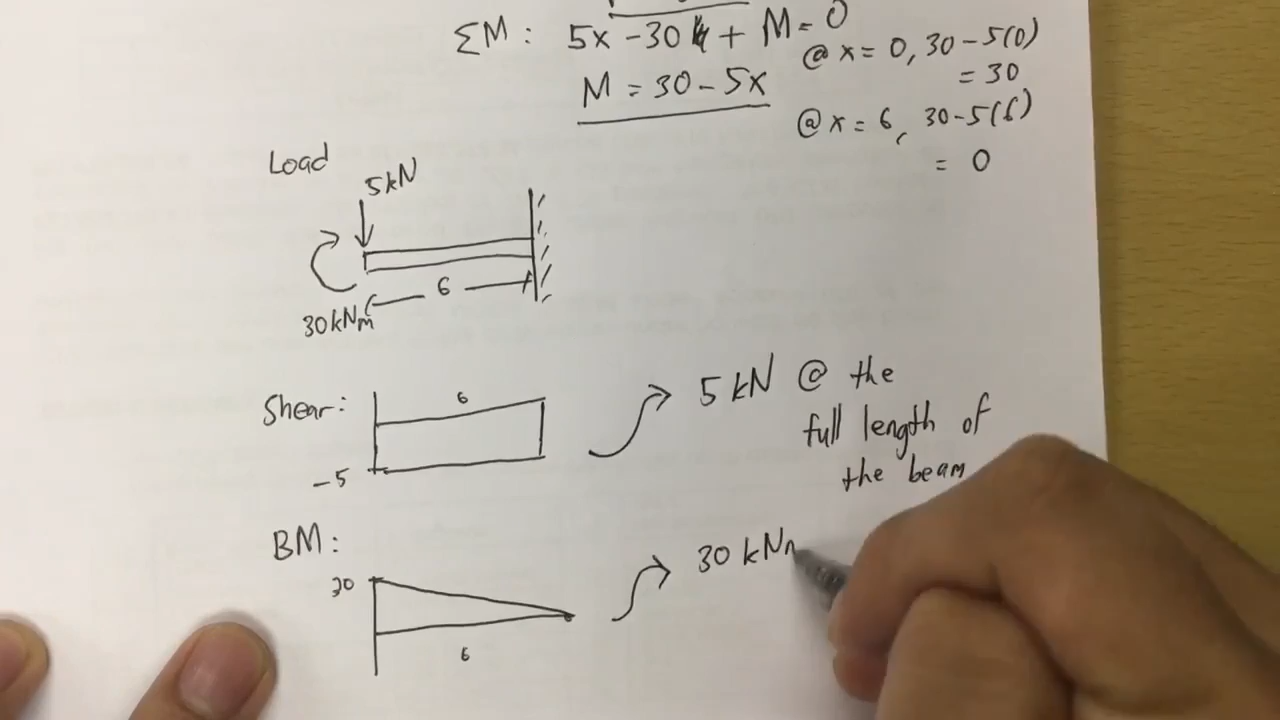 ΣM: 5x - 30 + M = 0
M = 30 - 5x
@ x = 0, 30 - 5(0)
= 30
@ x = 6, 30 - 5(6)
= 0
Load
5kN
30kNm
6
Shear:
6
-5
5 kN @ the
full length of
the beam
BM:
30
6
30 kNm